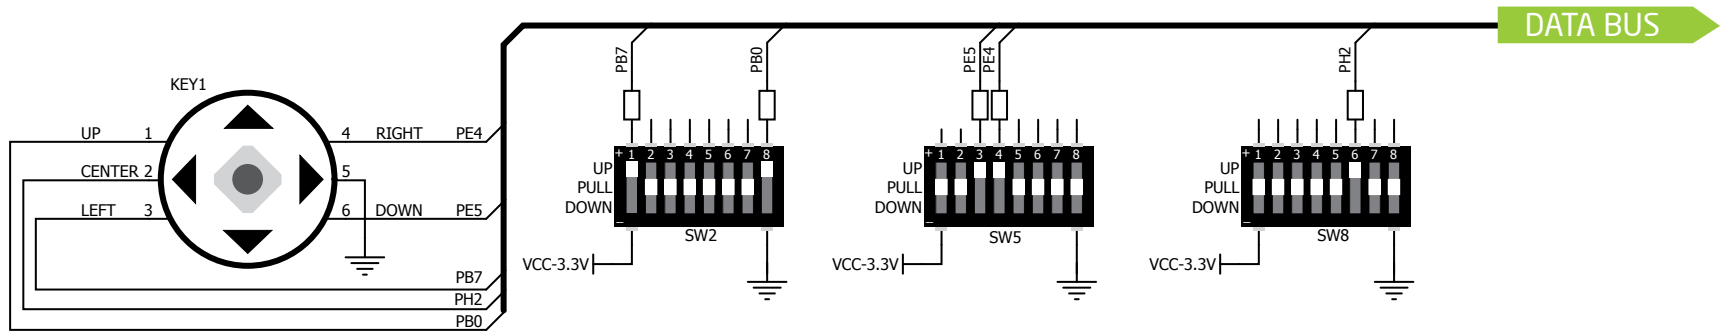 DATA BUS
KEY1
UP 1
CENTER 2
LEFT 3
4 RIGHT PE4
5
6 DOWN PE5
PB7
PH2
PB0
PB7
PB0
+ 1 2 3 4 5 6 7 8
UP
PULL
DOWN
–
SW2
VCC-3.3V
PE5
PE4
+ 1 2 3 4 5 6 7 8
UP
PULL
DOWN
–
SW5
VCC-3.3V
PH2
+ 1 2 3 4 5 6 7 8
UP
PULL
DOWN
–
SW8
VCC-3.3V